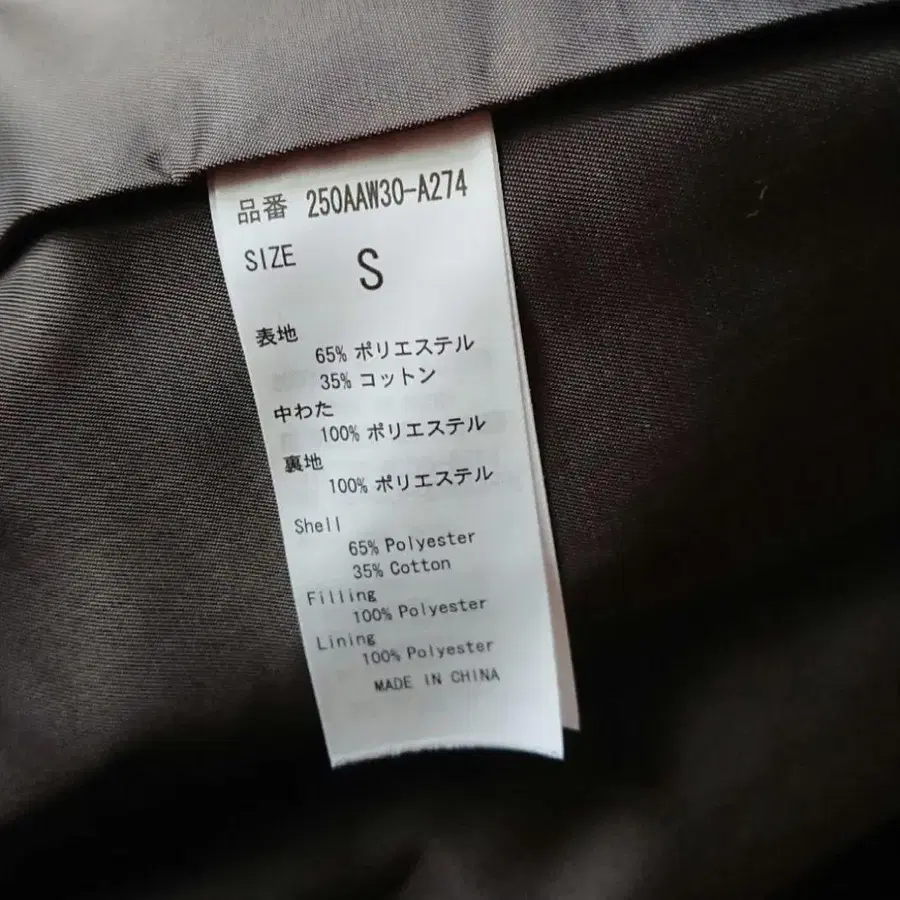 品番 250AAW30-A274
SIZE S
表地
65% ポリエステル
35% コットン
中わた
100% ポリエステル
裏地
100% ポリエステル
Shell
65% Polyester
35% Cotton
Filling
100% Polyester
Lining
100% Polyester
MADE IN CHINA